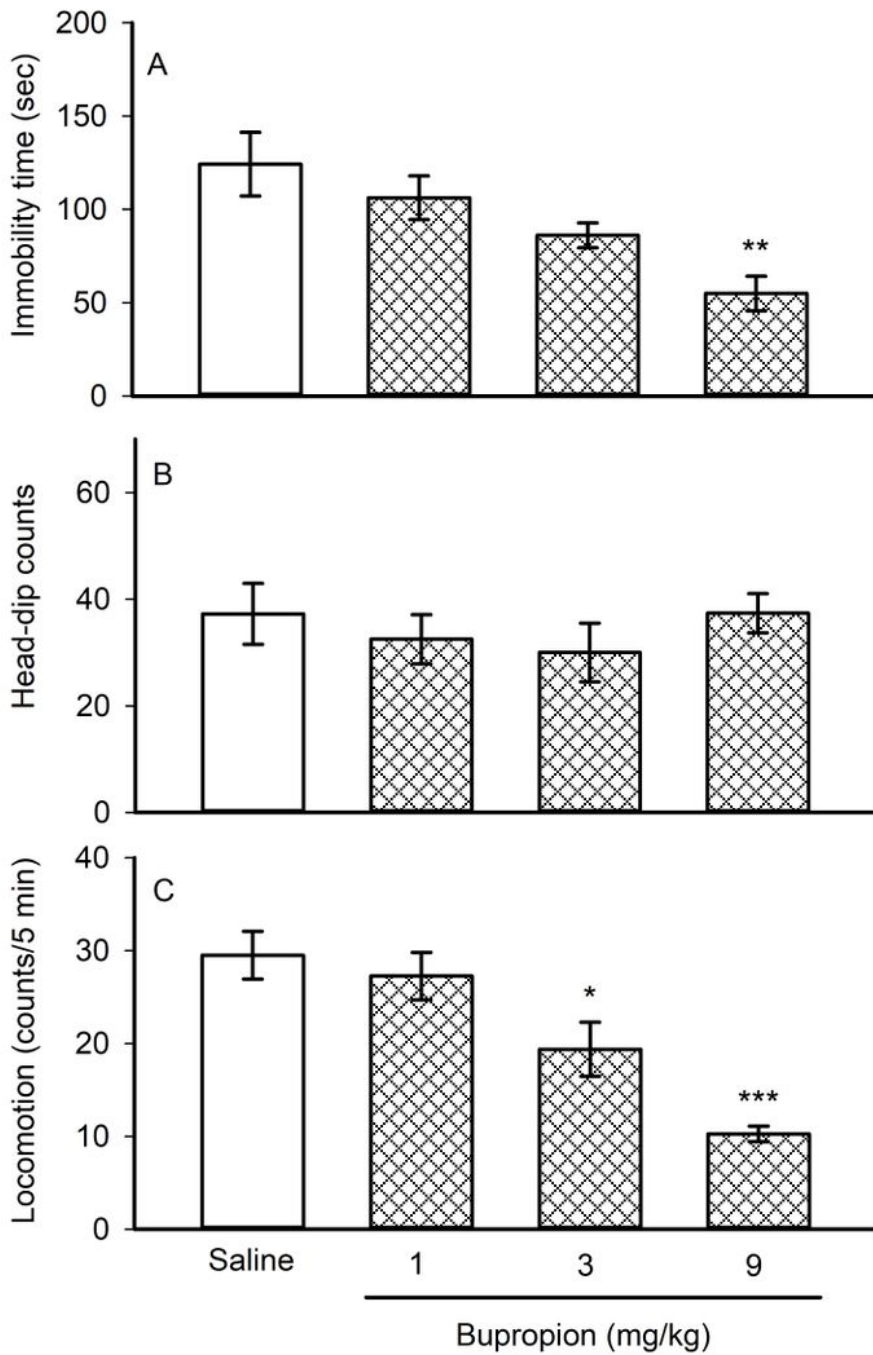 A
Immobility time (sec)
200
150
100
50
0
**
B
Head-dip counts
60
40
20
0
C
Locomotion (counts/5 min)
40
30
20
10
0
*
***
Saline 1 3 9
Bupropion (mg/kg)